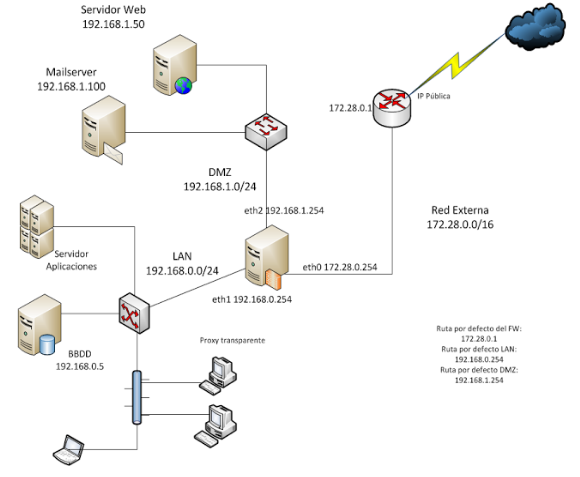 Servidor Web
192.168.1.50
Mailserver
192.168.1.100
172.28.0.1
IP Pública
DMZ
192.168.1.0/24
eth2 192.168.1.254
Red Externa
172.28.0.0/16
Servidor
Aplicaciones
LAN
192.168.0.0/24
eth0 172.28.0.254
eth1 192.168.0.254
BBDD
192.168.0.5
Proxy transparente
Ruta por defecto del FW:
172.28.0.1
Ruta por defecto LAN:
192.168.0.254
Ruta por defecto DMZ:
192.168.1.254